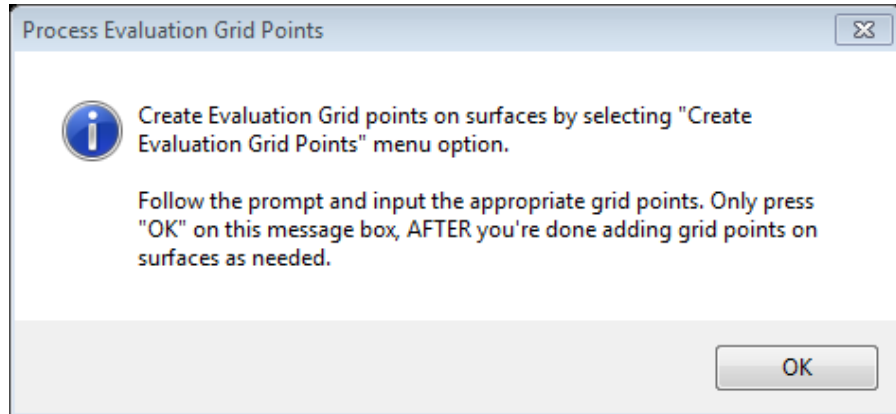 Process Evaluation Grid Points
Create Evaluation Grid points on surfaces by selecting "Create
Evaluation Grid Points" menu option.
Follow the prompt and input the appropriate grid points. Only press
"OK" on this message box, AFTER you're done adding grid points on
surfaces as needed.
OK